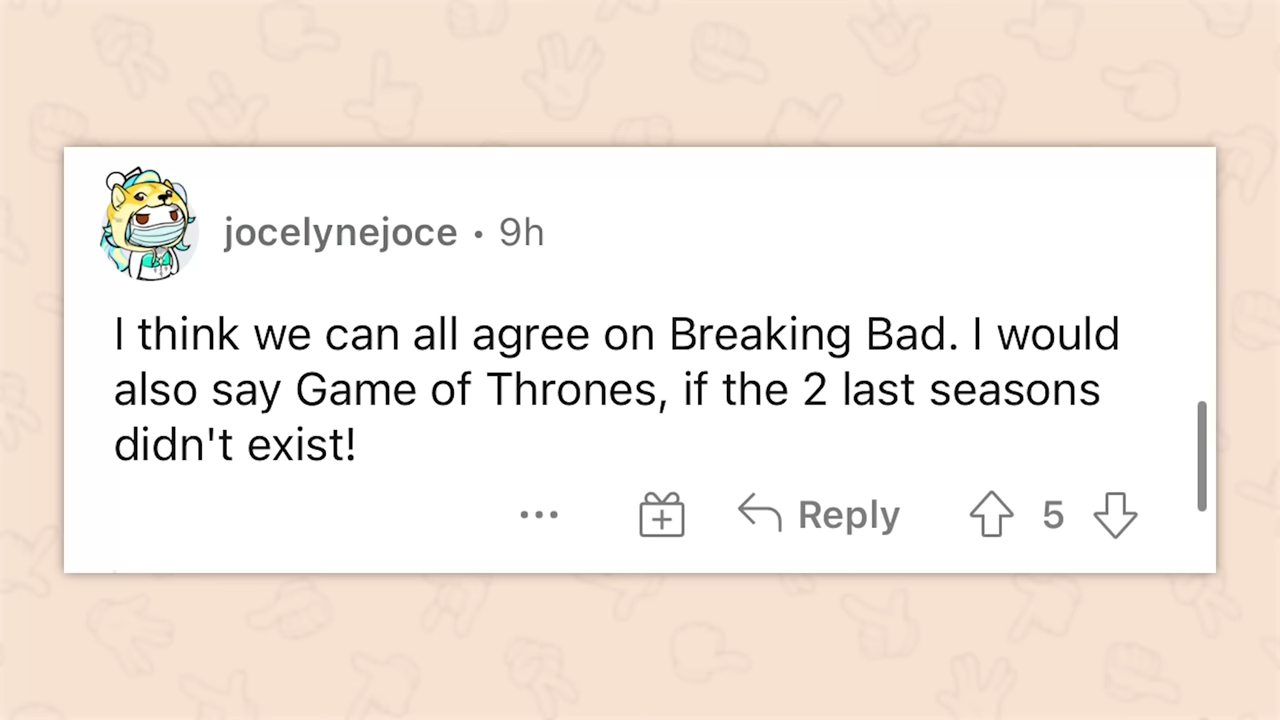 jocelynejoce • 9h
I think we can all agree on Breaking Bad. I would
also say Game of Thrones, if the 2 last seasons
didn't exist!
... Reply 5